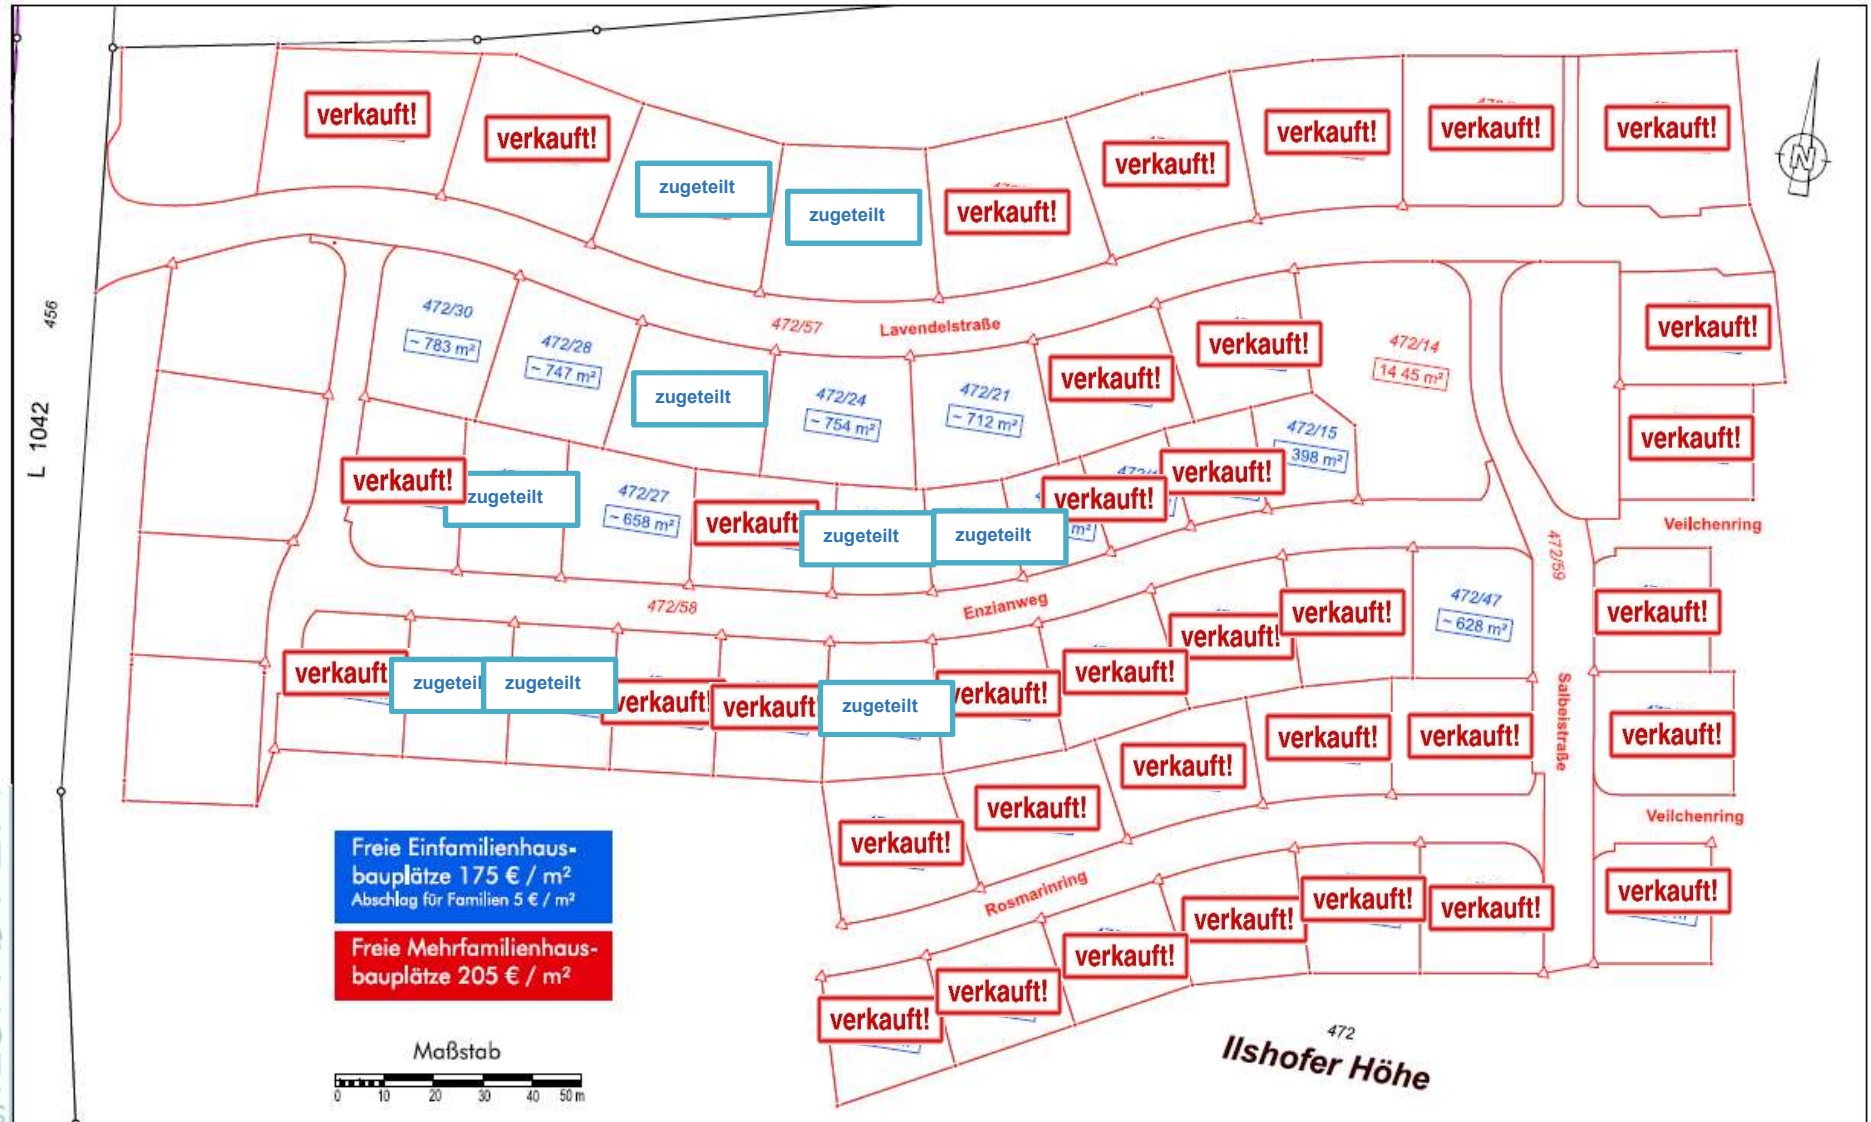 verkauft!
verkauft!
zugeteilt
zugeteilt
verkauft!
verkauft!
verkauft!
verkauft!
verkauft!
N
456
L 1042
472/30
~ 783 m²
472/28
~ 747 m²
zugeteilt
472/57
Lavendelstraße
472/24
~ 754 m²
472/21
~ 712 m²
verkauft!
verkauft!
472/14
14 45 m²
verkauft!
verkauft!
verkauft!
zugeteilt
472/27
~ 658 m²
verkauft
zugeteilt
zugeteilt
verkauft!
m²
verkauft!
472/15
398 m²
Veilchenring
472/58
Enzianweg
472/59
verkauft
zugeteil
zugeteilt
verkauft!
verkauft
zugeteilt
verkauft!
verkauft!
verkauft!
verkauft!
472/47
~ 628 m²
verkauft!
Salbeistraße
verkauft!
verkauft!
verkauft!
verkauft!
verkauft!
verkauft!
Veilchenring
Rosmarinring
verkauft!
verkauft!
verkauft!
verkauft!
verkauft!
verkauft!
verkauft!
Freie Einfamilienhaus-
bauplätze 175 € / m²
Abschlag für Familien 5 € / m²
Freie Mehrfamilienhaus-
bauplätze 205 € / m²
Maßstab
0 10 20 30 40 50 m
472
Ilshofer Höhe